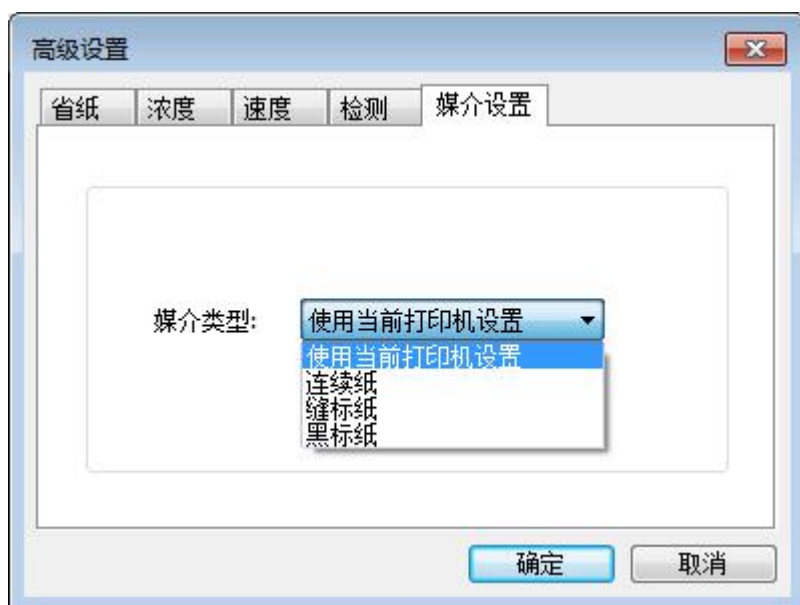 高级设置
省纸 浓度 速度 检测 媒介设置
媒介类型: 使用当前打印机设置
使用当前打印机设置
连续纸
缝标纸
黑标纸
确定 取消